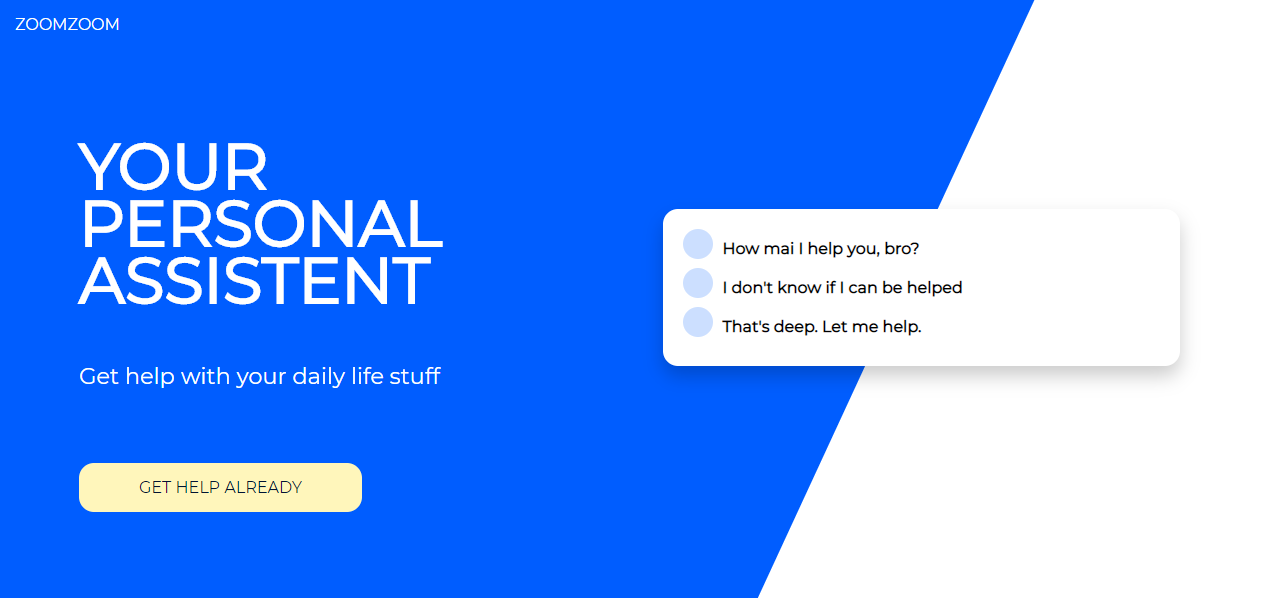 ZOOMZOOM
YOUR
PERSONAL
ASSISTENT
Get help with your daily life stuff
GET HELP ALREADY
How mai I help you, bro?
I don't know if I can be helped
That's deep. Let me help.